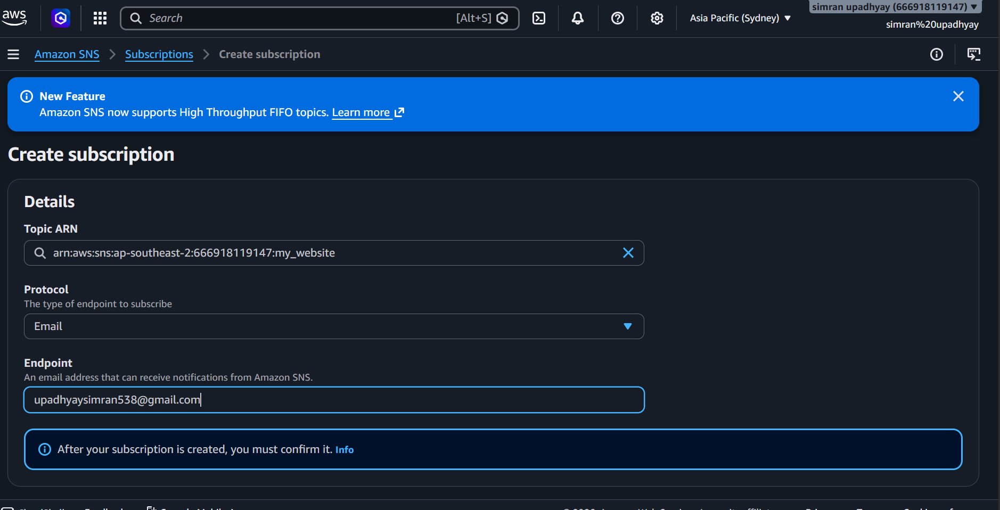 aws
Search [Alt+S]
Asia Pacific (Sydney)
simran upadhyay (666918119147)
simran%20upadhyay
Amazon SNS
Subscriptions
Create subscription
New Feature
Amazon SNS now supports High Throughput FIFO topics. Learn more
Create subscription
Details
Topic ARN
arn:aws:sns:ap-southeast-2:666918119147:my_website
Protocol
The type of endpoint to subscribe
Email
Endpoint
An email address that can receive notifications from Amazon SNS.
upadhyaysimran538@gmail.com
After your subscription is created, you must confirm it. Info